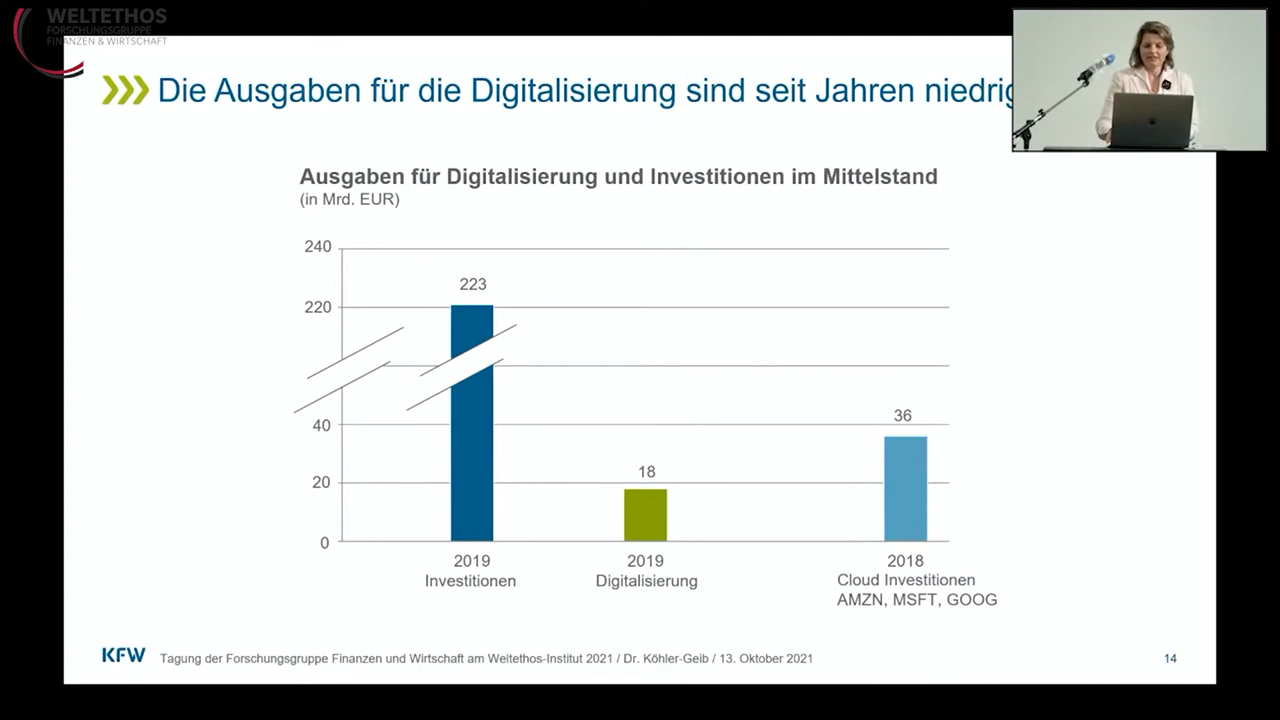 WELTETHOS
FORSCHUNGSGRUPPE
FINANZEN & WIRTSCHAFT
Die Ausgaben für die Digitalisierung sind seit Jahren niedrig
Ausgaben für Digitalisierung und Investitionen im Mittelstand
(in Mrd. EUR)
240
223
220
40
36
18
20
0
2019
Investitionen
2019
Digitalisierung
2018
Cloud Investitionen
AMZN, MSFT, GOOG
KFW
Tagung der Forschungsgruppe Finanzen und Wirtschaft am Weltethos-Institut 2021 / Dr. Köhler-Geib / 13. Oktober 2021
14